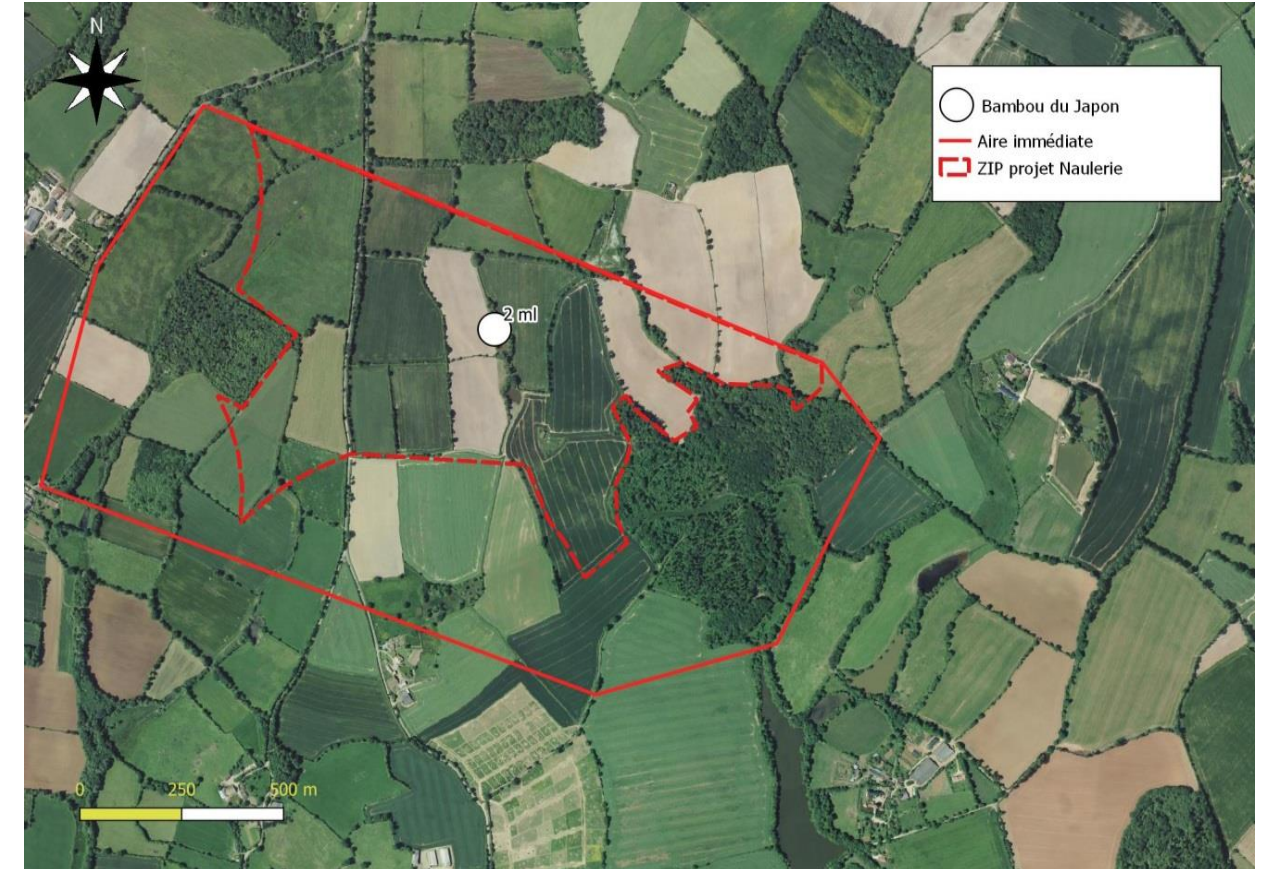 N
Bambou du Japon
Aire immédiate
ZIP projet Naulerie
2 ml
0 250 500 m